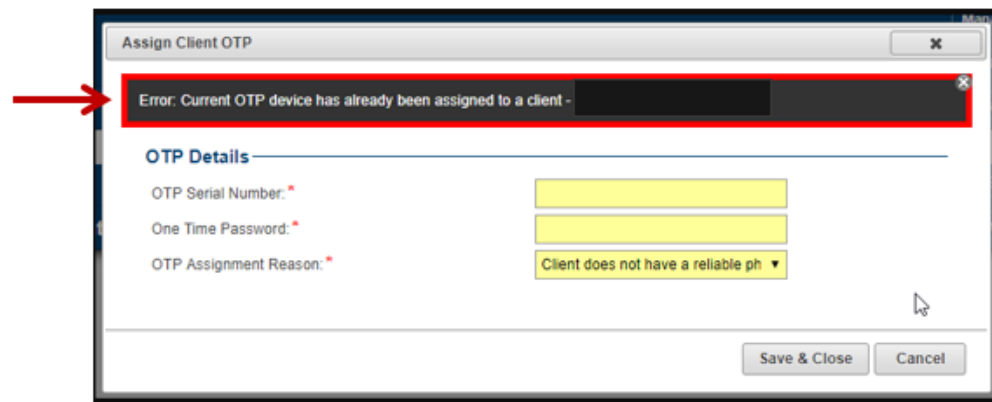 Assign Client OTP
Error: Current OTP device has already been assigned to a client -
OTP Details
OTP Serial Number: *
One Time Password: *
OTP Assignment Reason: * Client does not have a reliable ph
Save & Close Cancel